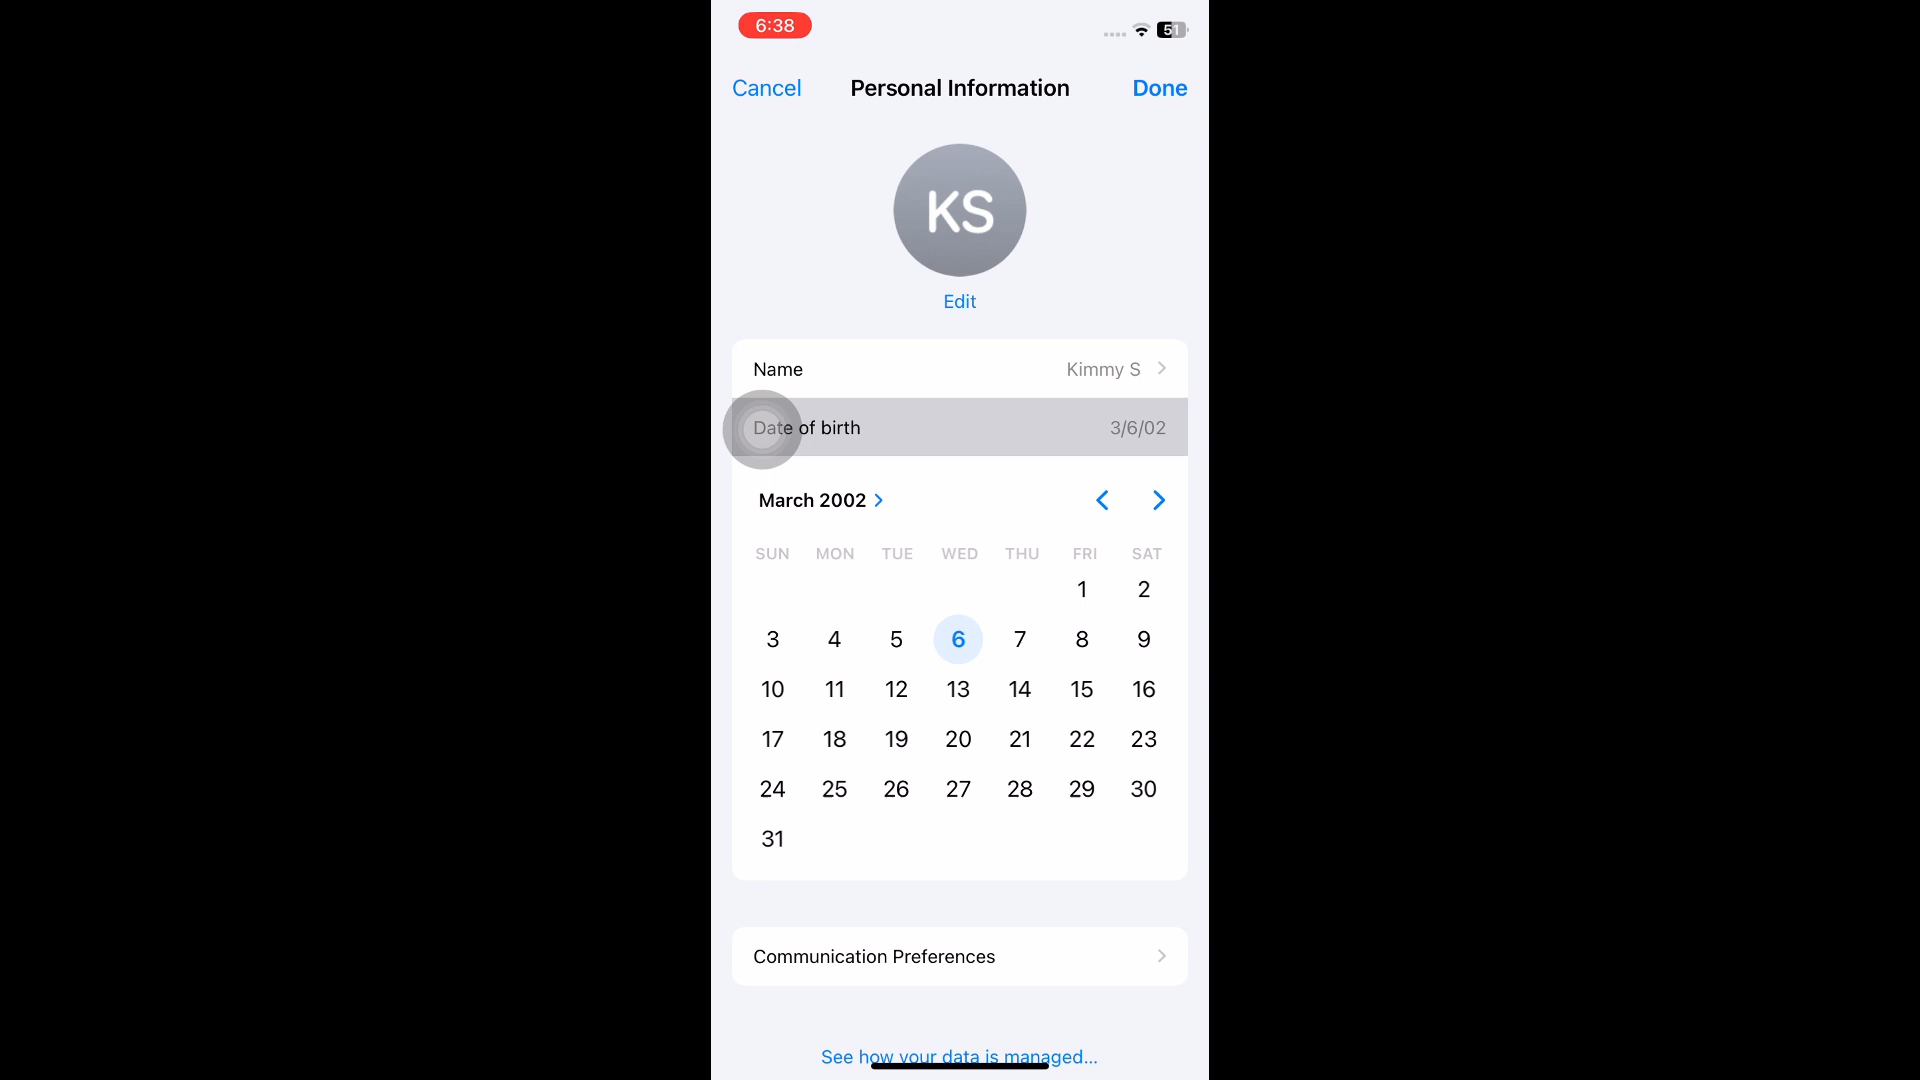 6:38
51
Cancel Personal Information Done
KS
Edit
Name Kimmy S
Date of birth 3/6/02
March 2002
SUN MON TUE WED THU FRI SAT
1 2
3 4 5 6 7 8 9
10 11 12 13 14 15 16
17 18 19 20 21 22 23
24 25 26 27 28 29 30
31
Communication Preferences
See how your data is managed...